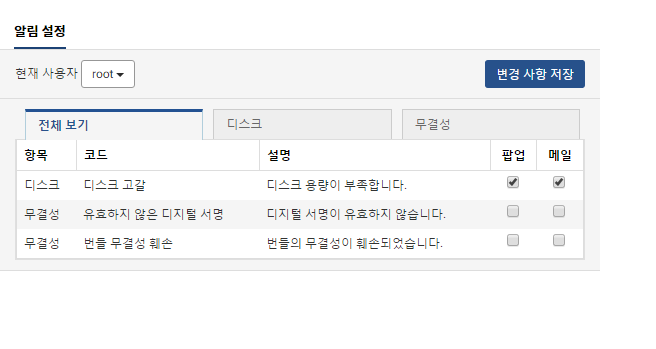 알림 설정
현재 사용자 root 변경 사항 저장
전체 보기 디스크 무결성
항목 코드 설명 팝업 메일
디스크 디스크 고갈 디스크 용량이 부족합니다.
무결성 유효하지 않은 디지털 서명 디지털 서명이 유효하지 않습니다.
무결성 번들 무결성 훼손 번들의 무결성이 훼손되었습니다.